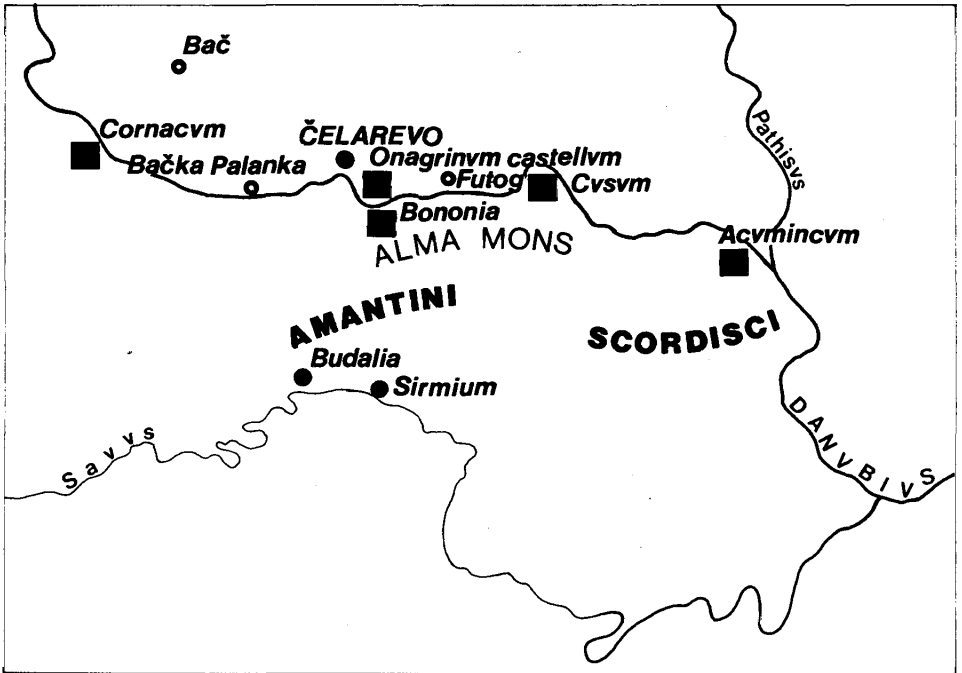 Bač
Pathisvs
Cornacvm
ČELAREVO
Bačka Palanka
Onagrinvm castellvm
Futog
Cvsvm
Bononia
ALMA MONS
Acvmincvm
AMANTINI
SCORDISCI
Budalia
Sirmium
Savvs
DANVBIVS